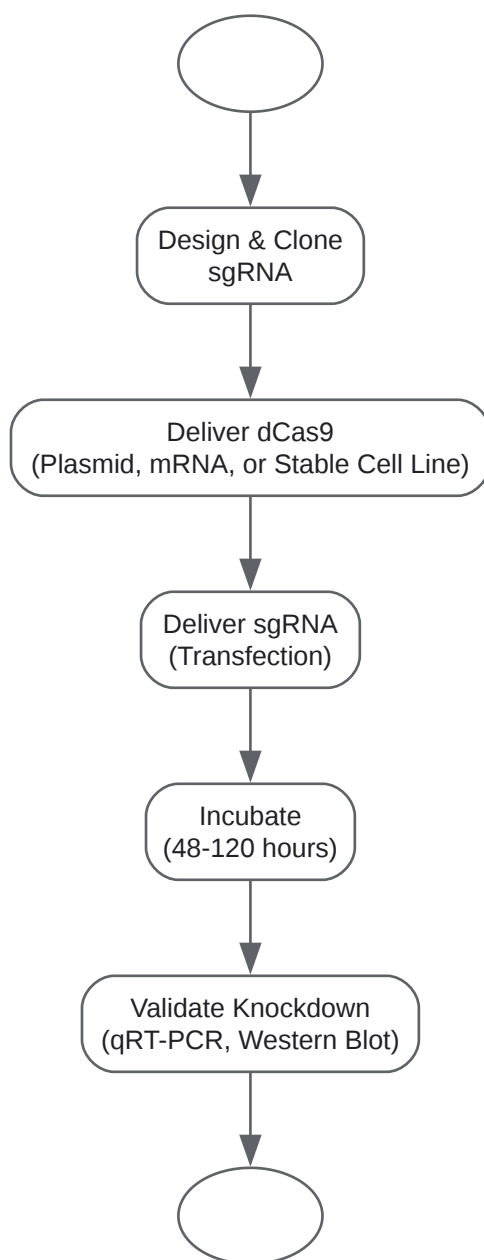 Design & Clone
sgRNA
Deliver dCas9
(Plasmid, mRNA, or Stable Cell Line)
Deliver sgRNA
(Transfection)
Incubate
(48-120 hours)
Validate Knockdown
(qRT-PCR, Western Blot)